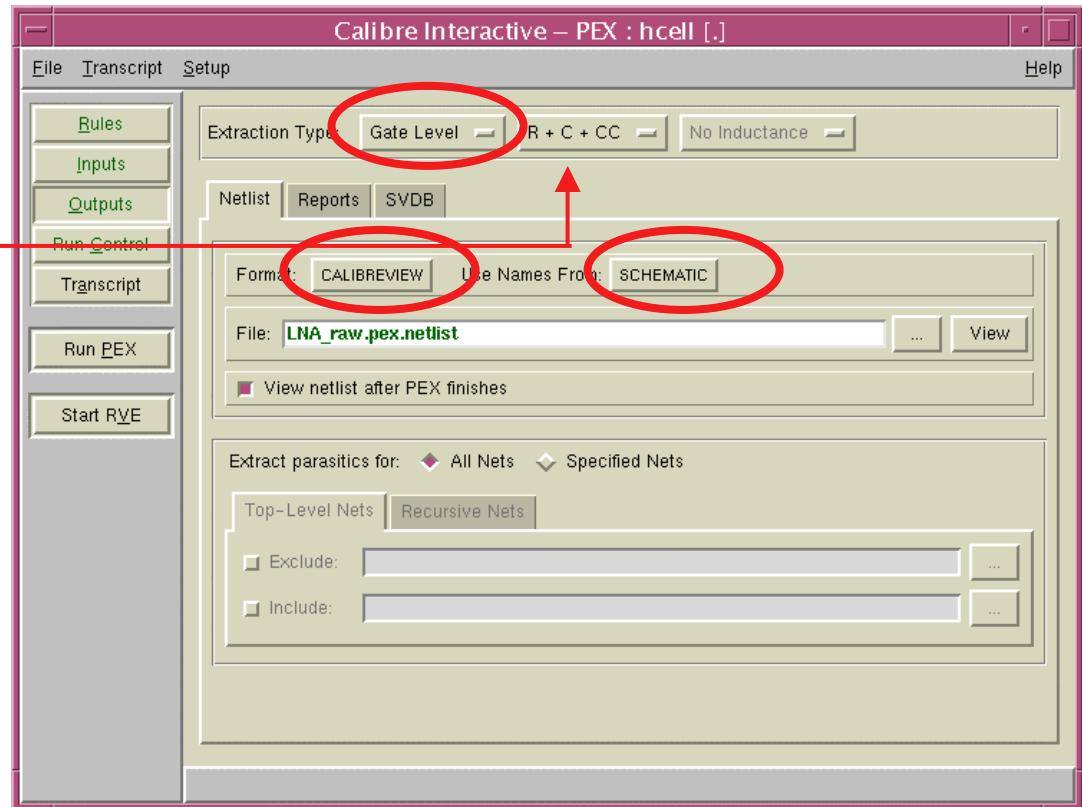 Calibre Interactive – PEX : hcell [.]
File Transcript Setup Help
Rules
Inputs
Outputs
Run Control
Transcript
Run PEX
Start RVE
Extraction Type: Gate Level R + C + CC No Inductance
Netlist Reports SVDB
Format: CALIBREVIEW Use Names From: SCHEMATIC
File: LNA_raw.pex.netlist ... View
View netlist after PEX finishes
Extract parasitics for: All Nets Specified Nets
Top-Level Nets Recursive Nets
Exclude: ...
Include: ...